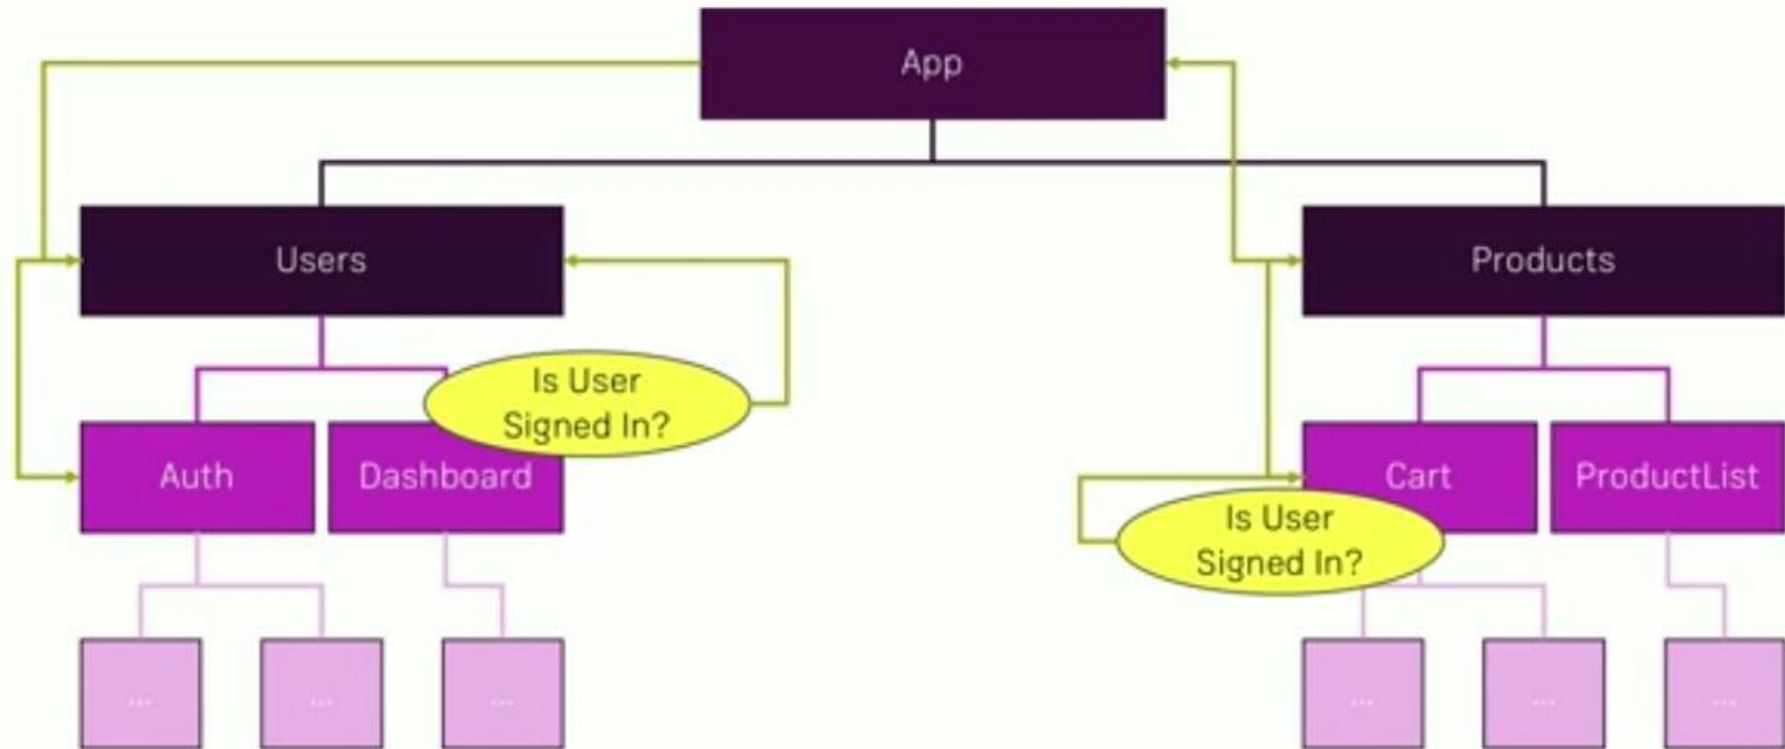 App
Users
Products
Is User
Signed In?
Auth
Dashboard
Cart
ProductList
Is User
Signed In?
...
...
...
...
...
...